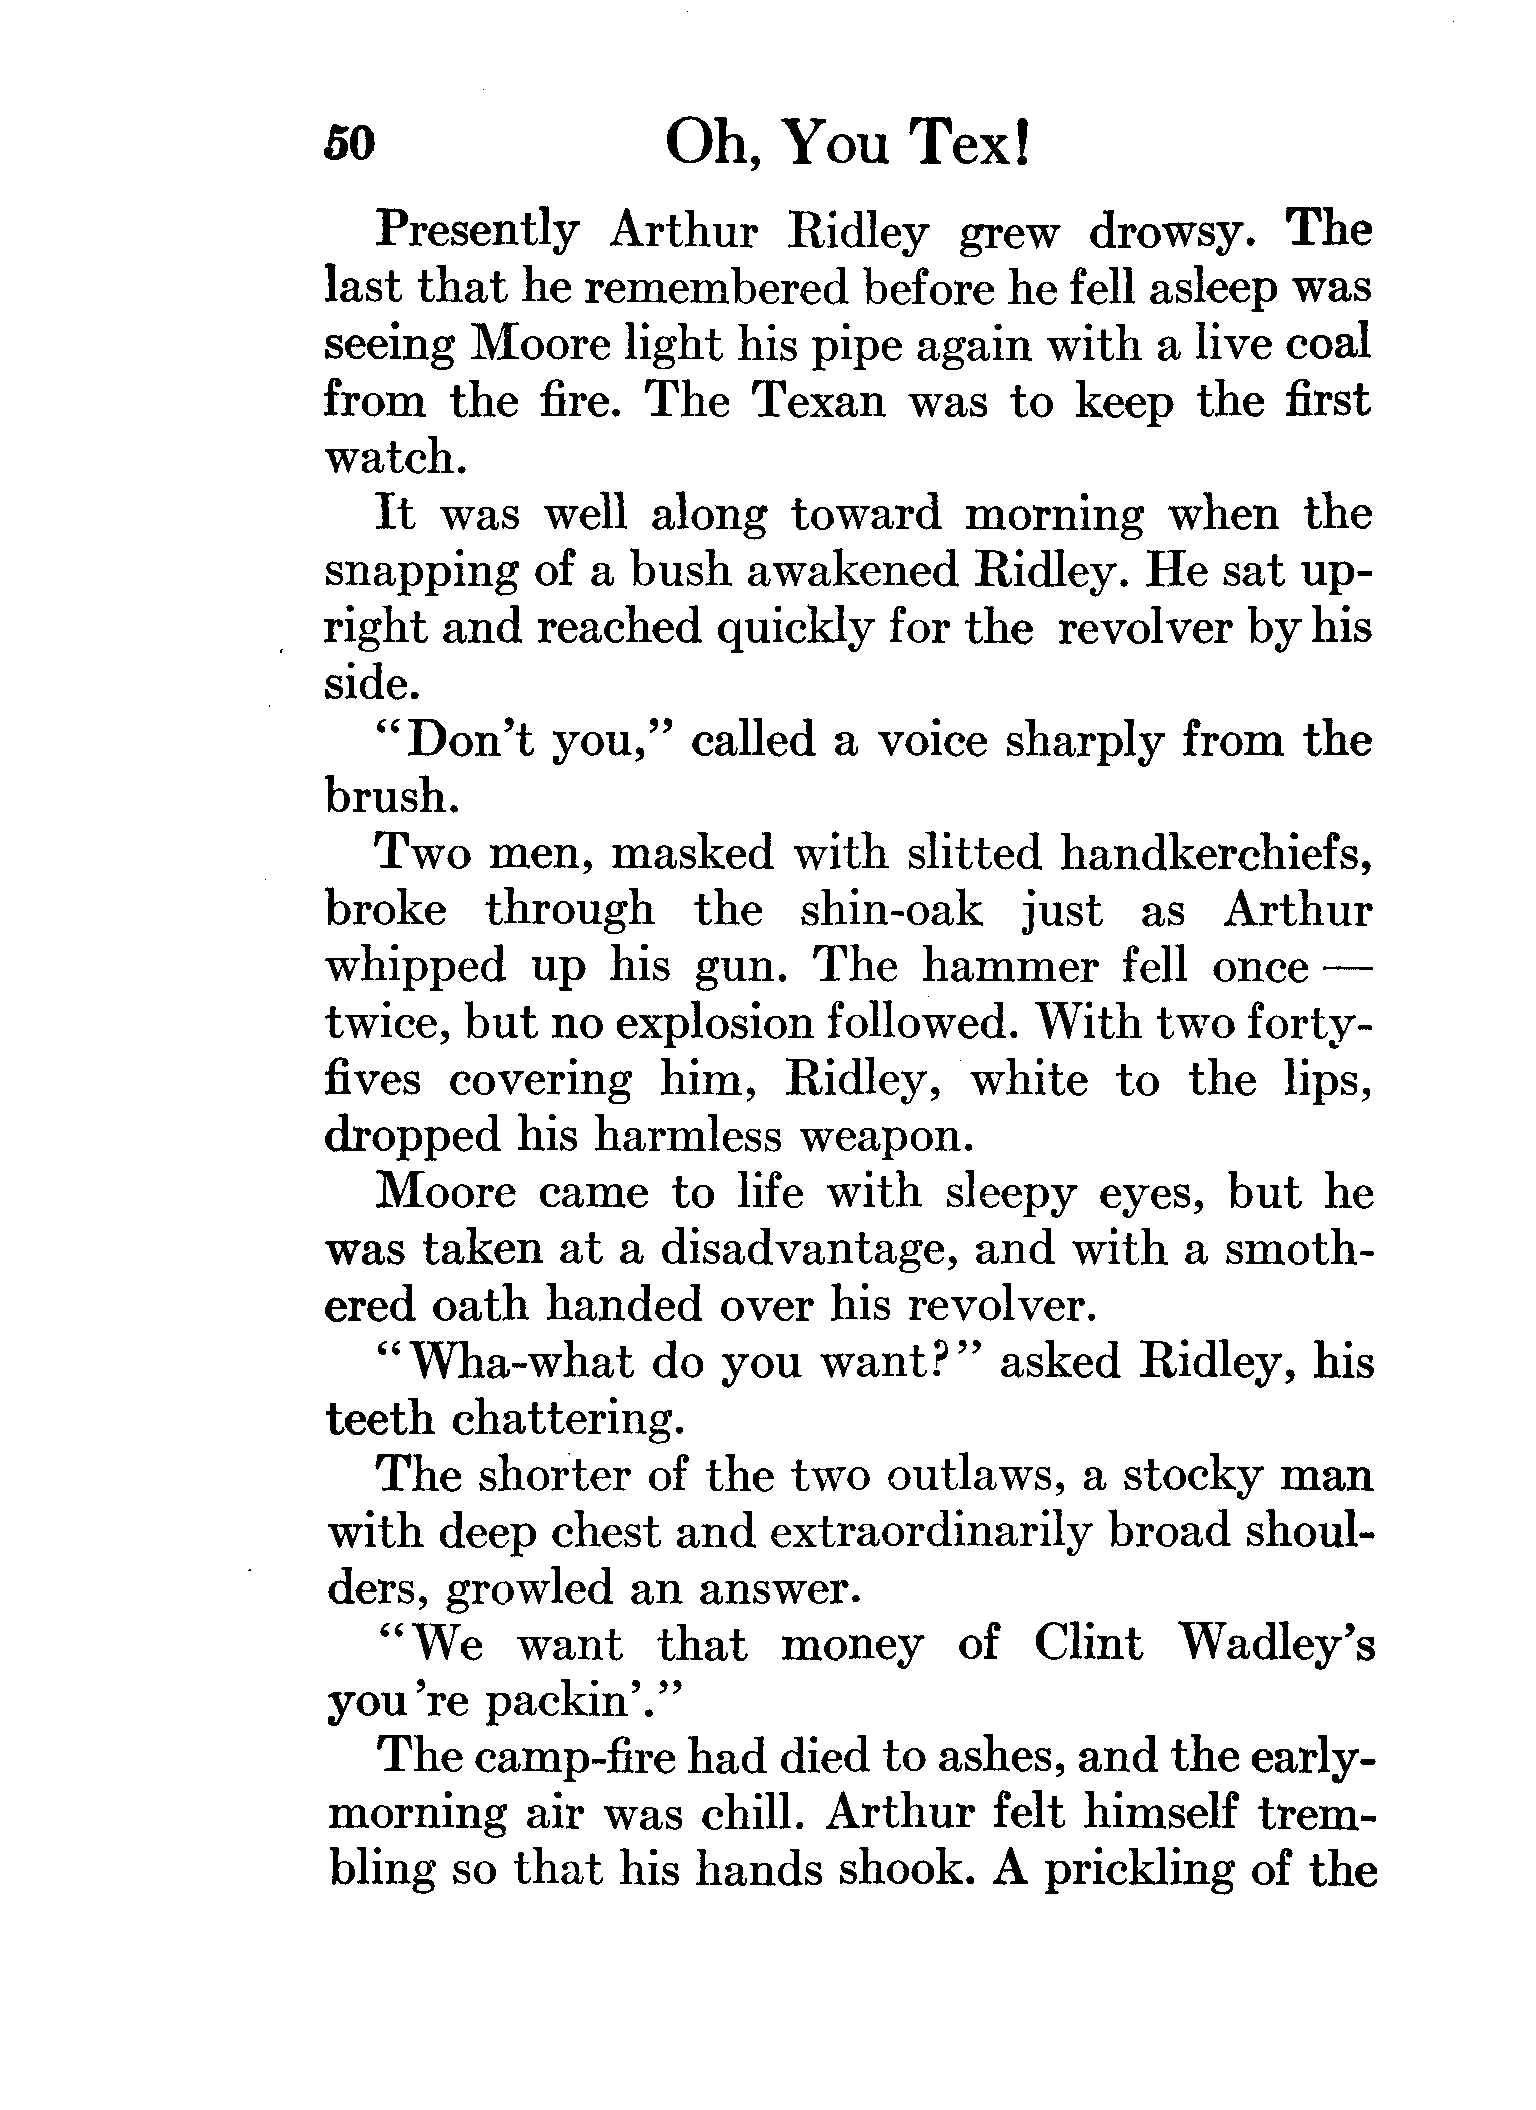 50 Oh, You Tex!
Presently Arthur Ridley grew drowsy. The
last that he remembered before he fell asleep was
seeing Moore light his pipe again with a live coal
from the fire. The Texan was to keep the first
watch.
It was well along toward morning when the
snapping of a bush awakened Ridley. He sat up-
right and reached quickly for the revolver by his
side.
"Don't you," called a voice sharply from the
brush.
Two men, masked with slitted handkerchiefs,
broke through the shin-oak just as Arthur
whipped up his gun. The hammer fell once —
twice, but no explosion followed. With two forty-
fives covering him, Ridley, white to the lips,
dropped his harmless weapon.
Moore came to life with sleepy eyes, but he
was taken at a disadvantage, and with a smoth-
ered oath handed over his revolver.
"Wha-what do you want?" asked Ridley, his
teeth chattering.
The shorter of the two outlaws, a stocky man
with deep chest and extraordinarily broad shoul-
ders, growled an answer.
"We want that money of Clint Wadley's
you 're packin'."
The camp-fire had died to ashes, and the early-
morning air was chill. Arthur felt himself trem-
bling so that his hands shook. A prickling of the